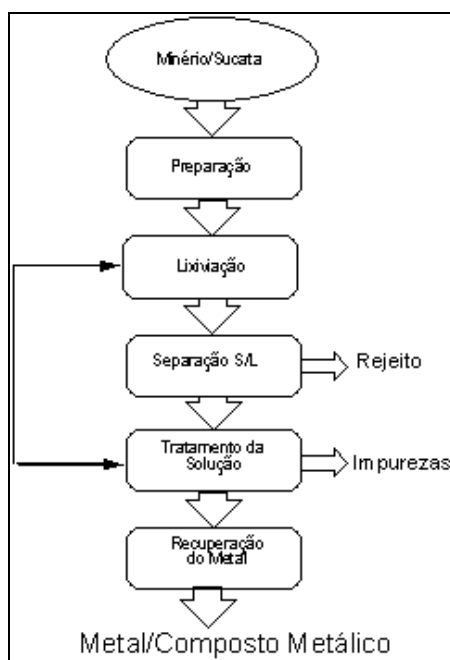 Minério/Sucata
Preparação
Lixiviação
Separação S/L
Rejeito
Tratamento da
Solução
Impurezas
Recuperação
do Metal
Metal/Composto Metálico